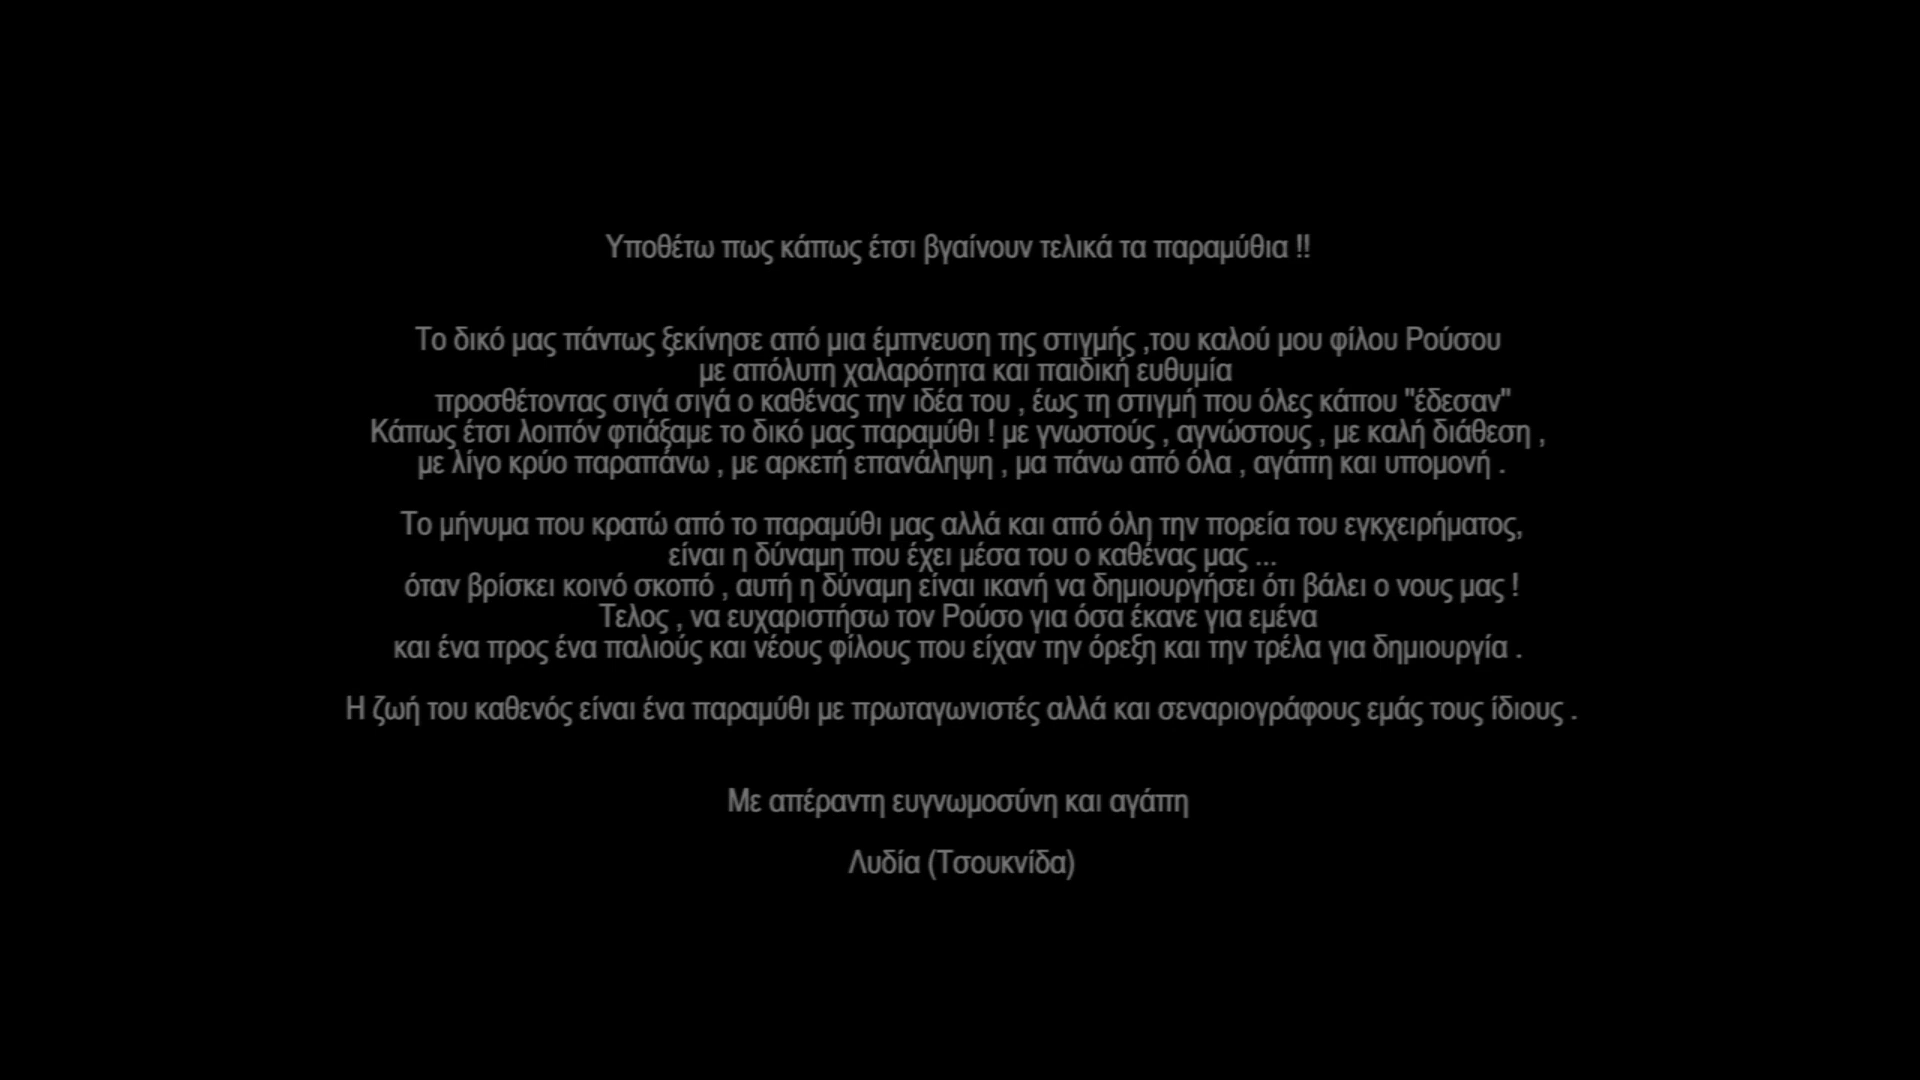 Υποθέτω πως κάπως έτσι βγαίνουν τελικά τα παραμύθια !!
Το δικό μας πάντως ξεκίνησε από μια έμπνευση της στιγμής ,του καλού μου φίλου Ρούσου
με απόλυτη χαλαρότητα και παιδική ευθυμία
προσθέτοντας σιγά σιγά ο καθένας την ιδέα του , έως τη στιγμή που όλες κάπου "έδεσαν"
Κάπως έτσι λοιπόν φτιάξαμε το δικό μας παραμύθι ! με γνωστούς , αγνώστους , με καλή διάθεση ,
με λίγο κρύο παραπάνω , με αρκετή επανάληψη , μα πάνω από όλα , αγάπη και υπομονή .
Το μήνυμα που κρατώ από το παραμύθι μας αλλά και από όλη την πορεία του εγκχειρήματος,
είναι η δύναμη που έχει μέσα του ο καθένας μας ...
όταν βρίσκει κοινό σκοπό , αυτή η δύναμη είναι ικανή να δημιουργήσει ότι βάλει ο νους μας !
Τελος , να ευχαριστήσω τον Ρούσο για όσα έκανε για εμένα
και ένα προς ένα παλιούς και νέους φίλους που είχαν την όρεξη και την τρέλα για δημιουργία .
Η ζωή του καθενός είναι ένα παραμύθι με πρωταγωνιστές αλλά και σεναριογράφους εμάς τους ίδιους .
Με απέραντη ευγνωμοσύνη και αγάπη
Λυδία (Τσουκνίδα)